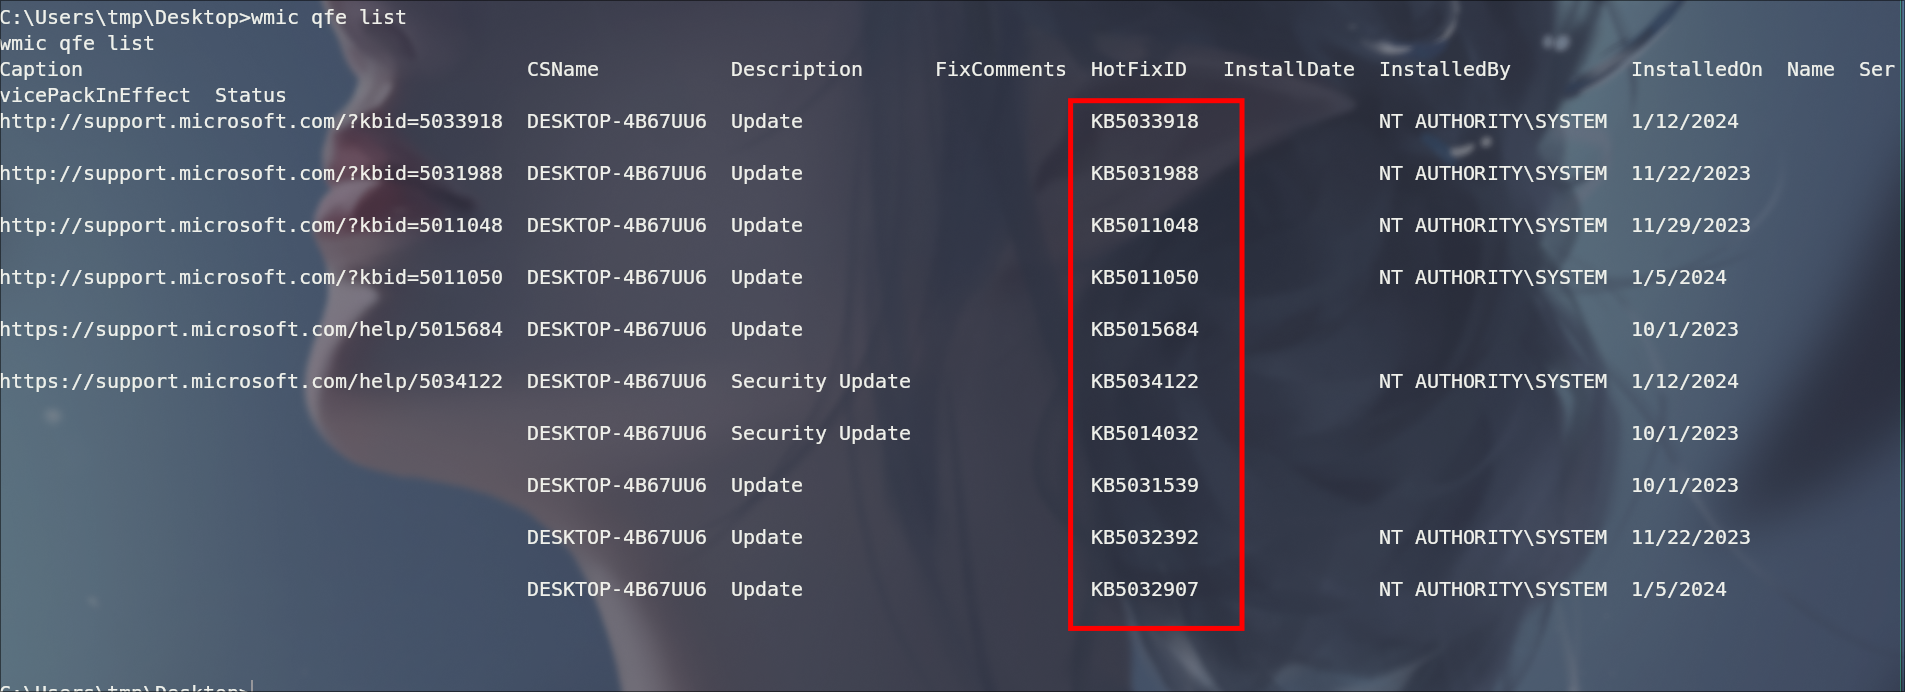 C:\Users\tmp\Desktop>wmic qfe list
wmic qfe list
Caption CSName Description FixComments HotFixID InstallDate InstalledBy InstalledOn Name Ser
vicePackInEffect Status
http://support.microsoft.com/?kbid=5033918 DESKTOP-4B67UU6 Update KB5033918 NT AUTHORITY\SYSTEM 1/12/2024
http://support.microsoft.com/?kbid=5031988 DESKTOP-4B67UU6 Update KB5031988 NT AUTHORITY\SYSTEM 11/22/2023
http://support.microsoft.com/?kbid=5011048 DESKTOP-4B67UU6 Update KB5011048 NT AUTHORITY\SYSTEM 11/29/2023
http://support.microsoft.com/?kbid=5011050 DESKTOP-4B67UU6 Update KB5011050 NT AUTHORITY\SYSTEM 1/5/2024
https://support.microsoft.com/help/5015684 DESKTOP-4B67UU6 Update KB5015684 10/1/2023
https://support.microsoft.com/help/5034122 DESKTOP-4B67UU6 Security Update KB5034122 NT AUTHORITY\SYSTEM 1/12/2024
DESKTOP-4B67UU6 Security Update KB5014032 10/1/2023
DESKTOP-4B67UU6 Update KB5031539 10/1/2023
DESKTOP-4B67UU6 Update KB5032392 NT AUTHORITY\SYSTEM 11/22/2023
DESKTOP-4B67UU6 Update KB5032907 NT AUTHORITY\SYSTEM 1/5/2024
C:\Users\tmp\Desktop>